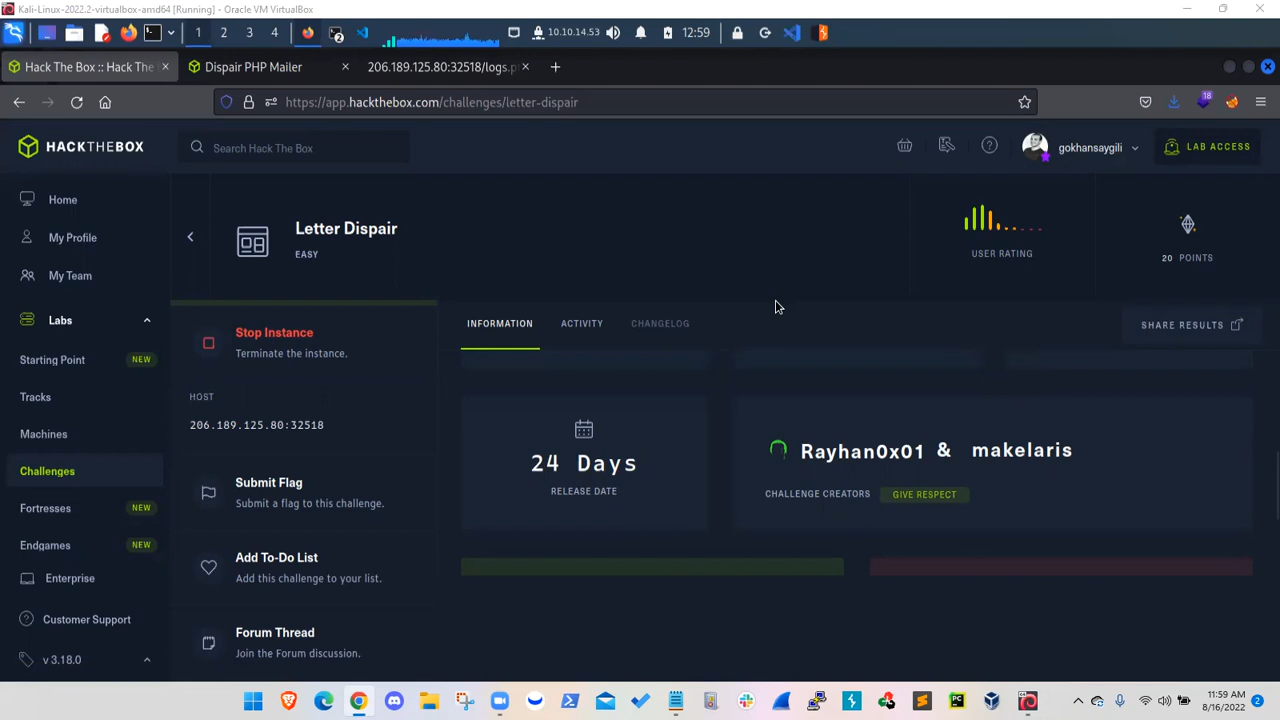 Kali-Linux-2022.2-virtualbox-amd64 [Running] - Oracle VM VirtualBox
1 2 3 4 2 10.10.14.53 12:59
Hack The Box :: Hack The Dispair PHP Mailer 206.189.125.80:32518/logs.p
https://app.hackthebox.com/challenges/letter-dispair 18
HACKTHEBOX Search Hack The Box gokhansaygili LAB ACCESS
Home
My Profile
My Team
Labs
Starting Point NEW
Tracks
Machines
Challenges
Fortresses NEW
Endgames NEW
Enterprise
Customer Support
v 3.18.0
Letter Dispair
EASY
USER RATING
20 POINTS
Stop Instance
Terminate the instance.
HOST
206.189.125.80:32518
Submit Flag
Submit a flag to this challenge.
Add To-Do List
Add this challenge to your list.
Forum Thread
Join the Forum discussion.
INFORMATION ACTIVITY CHANGELOG SHARE RESULTS
24 Days
RELEASE DATE
Rayhan0x01 & makelaris
CHALLENGE CREATORS GIVE RESPECT
11:59 AM
8/16/2022 2